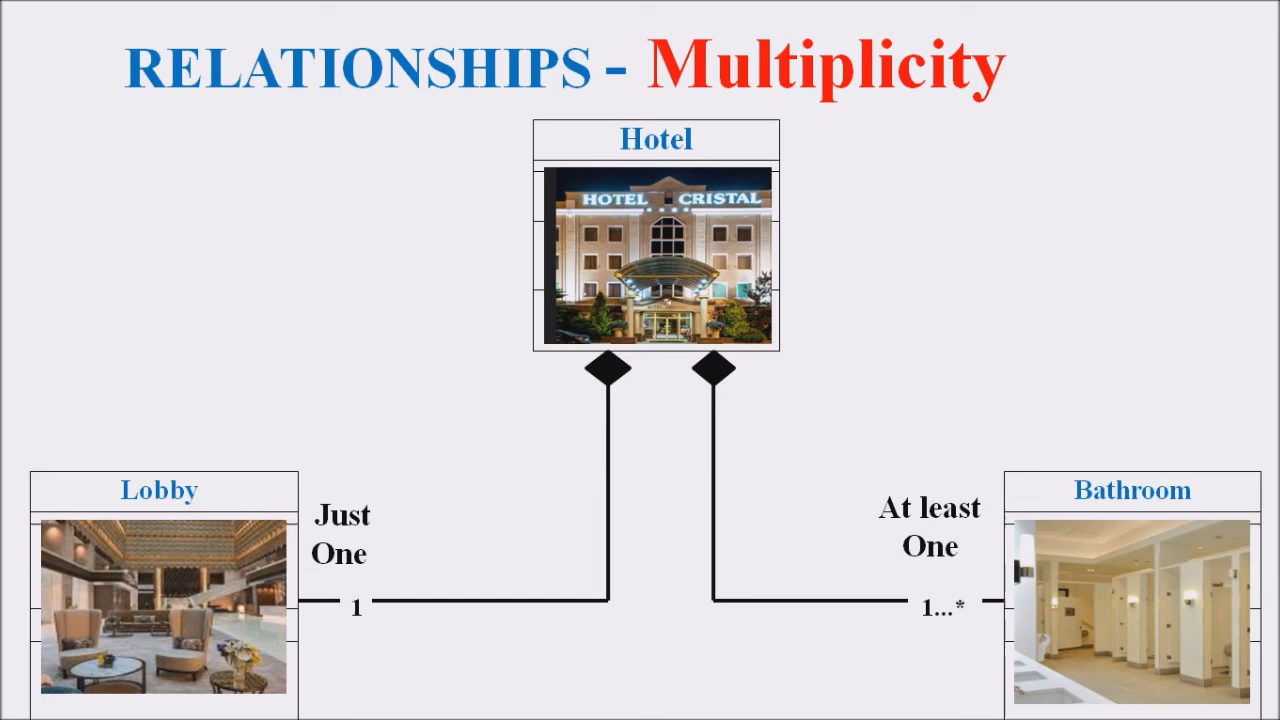 RELATIONSHIPS - Multiplicity
Hotel
HOTEL CRISTAL
Lobby
Just
One
1
At least
One
1...*
Bathroom